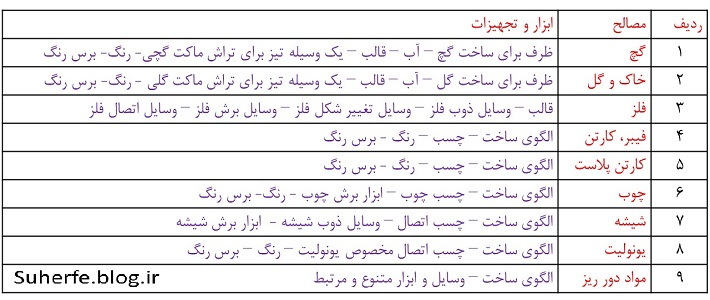 ردیف مصالح ابزار و تجهیزات
۱ گچ ظرف برای ساخت گچ – آب – قالب – یک وسیله تیز برای تراش ماکت گچی- رنگ- برس رنگ
۲ خاک و گل ظرف برای ساخت گل – آب – قالب – یک وسیله تیز برای تراش ماکت گلی - رنگ- برس رنگ
۳ فلز قالب – وسایل ذوب فلز – وسایل تغییر شکل فلز – وسایل برش فلز – وسایل اتصال فلز
۴ فیبر، کارتن الگوی ساخت – چسب – رنگ - برس رنگ
۵ کارتن پلاست الگوی ساخت – چسب – رنگ - برس رنگ
۶ چوب الگوی ساخت – چسب چوب – ابزار برش چوب - رنگ- برس رنگ
۷ شیشه الگوی ساخت – چسب اتصال – وسایل ذوب شیشه - ابزار برش شیشه
۸ یونولیت الگوی ساخت – چسب اتصال مخصوص یونولیت – رنگ – برس رنگ
۹ مواد دور ریز الگوی ساخت – وسایل و ابزار متنوع و مرتبط
Suherfe.blog.ir